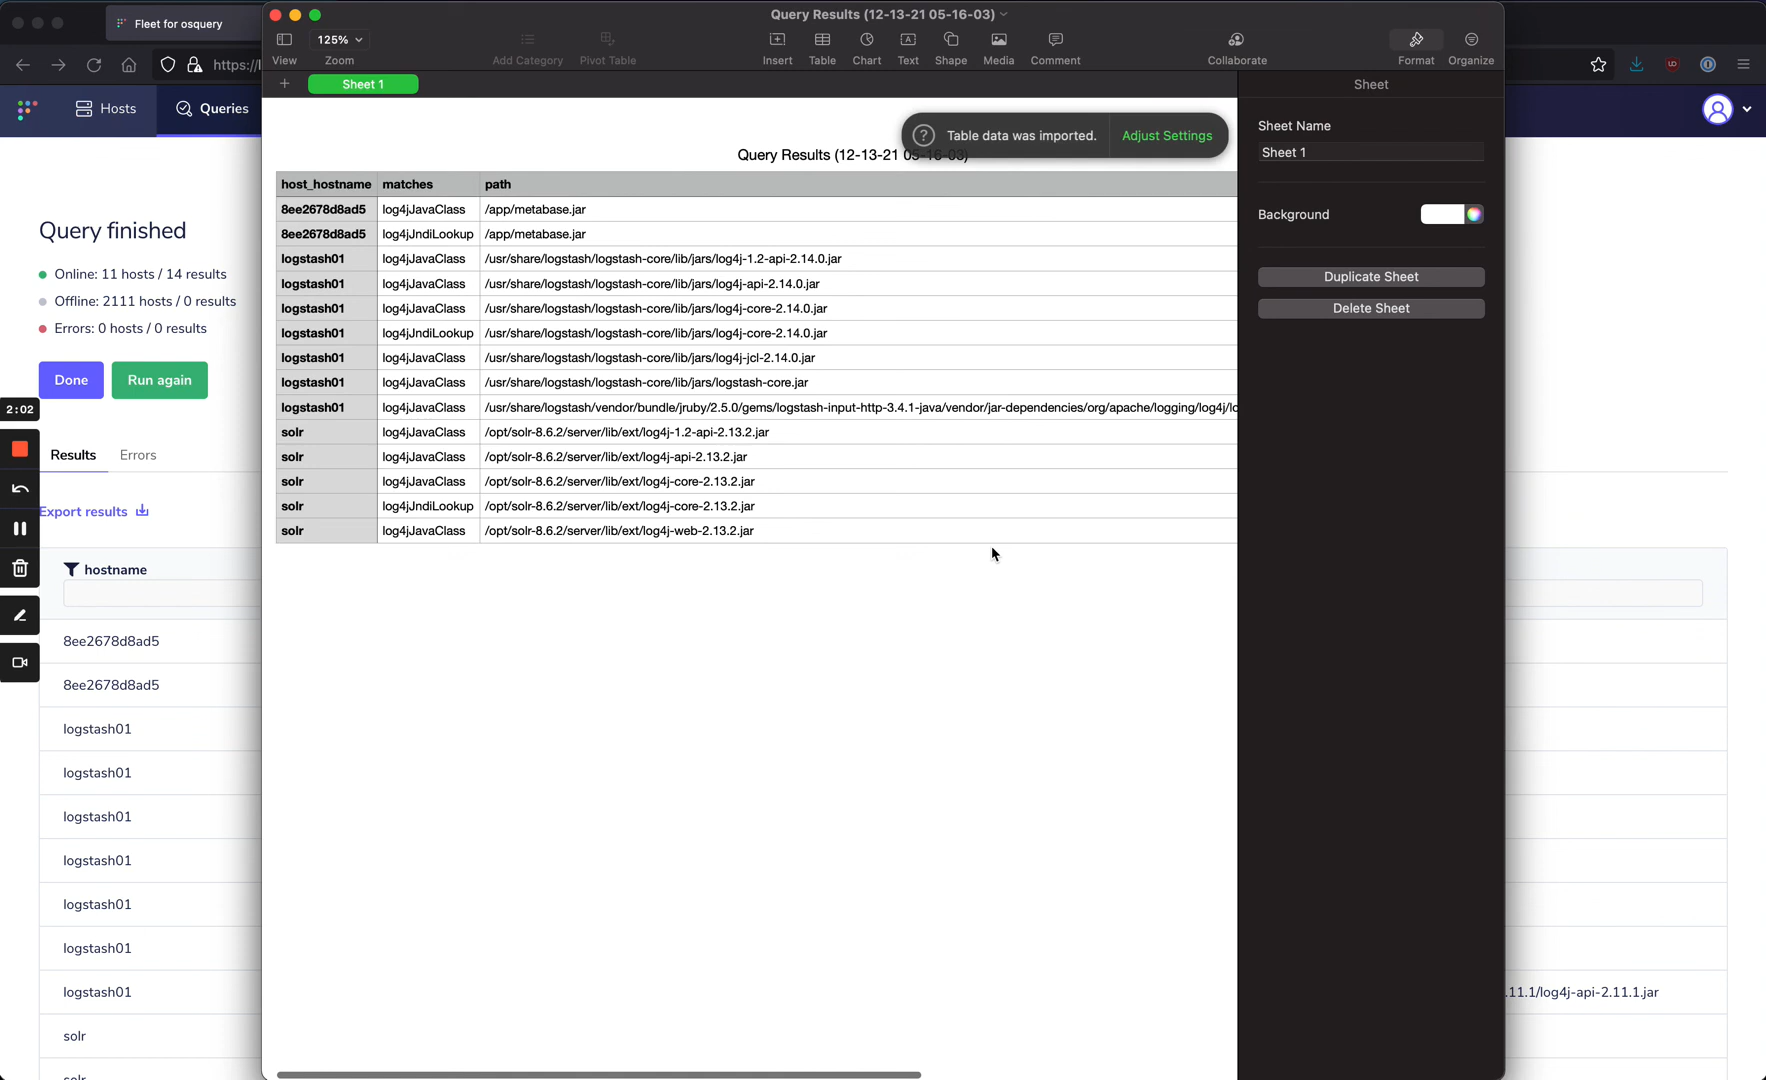 Fleet for osquery
Query Results (12-13-21 05-16-03)
View
125%
Zoom
Add Category
Pivot Table
Insert
Table
Chart
Text
Shape
Media
Comment
Collaborate
Format
Organize
https://
Sheet 1
Sheet
Hosts
Queries
Table data was imported.
Adjust Settings
Query Results (12-13-21 05-16-03)
Sheet Name
Sheet 1
Background
Duplicate Sheet
Delete Sheet
host_hostname matches path
8ee2678d8ad5 log4jJavaClass /app/metabase.jar
8ee2678d8ad5 log4jJndiLookup /app/metabase.jar
logstash01 log4jJavaClass /usr/share/logstash/logstash-core/lib/jars/log4j-1.2-api-2.14.0.jar
logstash01 log4jJavaClass /usr/share/logstash/logstash-core/lib/jars/log4j-api-2.14.0.jar
logstash01 log4jJavaClass /usr/share/logstash/logstash-core/lib/jars/log4j-core-2.14.0.jar
logstash01 log4jJndiLookup /usr/share/logstash/logstash-core/lib/jars/log4j-core-2.14.0.jar
logstash01 log4jJavaClass /usr/share/logstash/logstash-core/lib/jars/log4j-jcl-2.14.0.jar
logstash01 log4jJavaClass /usr/share/logstash/logstash-core/lib/jars/logstash-core.jar
logstash01 log4jJavaClass /usr/share/logstash/vendor/bundle/jruby/2.5.0/gems/logstash-input-http-3.4.1-java/vendor/jar-dependencies/org/apache/logging/log4j/lo
solr log4jJavaClass /opt/solr-8.6.2/server/lib/ext/log4j-1.2-api-2.13.2.jar
solr log4jJavaClass /opt/solr-8.6.2/server/lib/ext/log4j-api-2.13.2.jar
solr log4jJavaClass /opt/solr-8.6.2/server/lib/ext/log4j-core-2.13.2.jar
solr log4jJndiLookup /opt/solr-8.6.2/server/lib/ext/log4j-core-2.13.2.jar
solr log4jJavaClass /opt/solr-8.6.2/server/lib/ext/log4j-web-2.13.2.jar
Query finished
Online: 11 hosts / 14 results
Offline: 2111 hosts / 0 results
Errors: 0 hosts / 0 results
Done
Run again
2:02
Results
Errors
Export results
hostname
8ee2678d8ad5
8ee2678d8ad5
logstash01
logstash01
logstash01
logstash01
logstash01
logstash01
logstash01
.11.1/log4j-api-2.11.1.jar
solr
solr